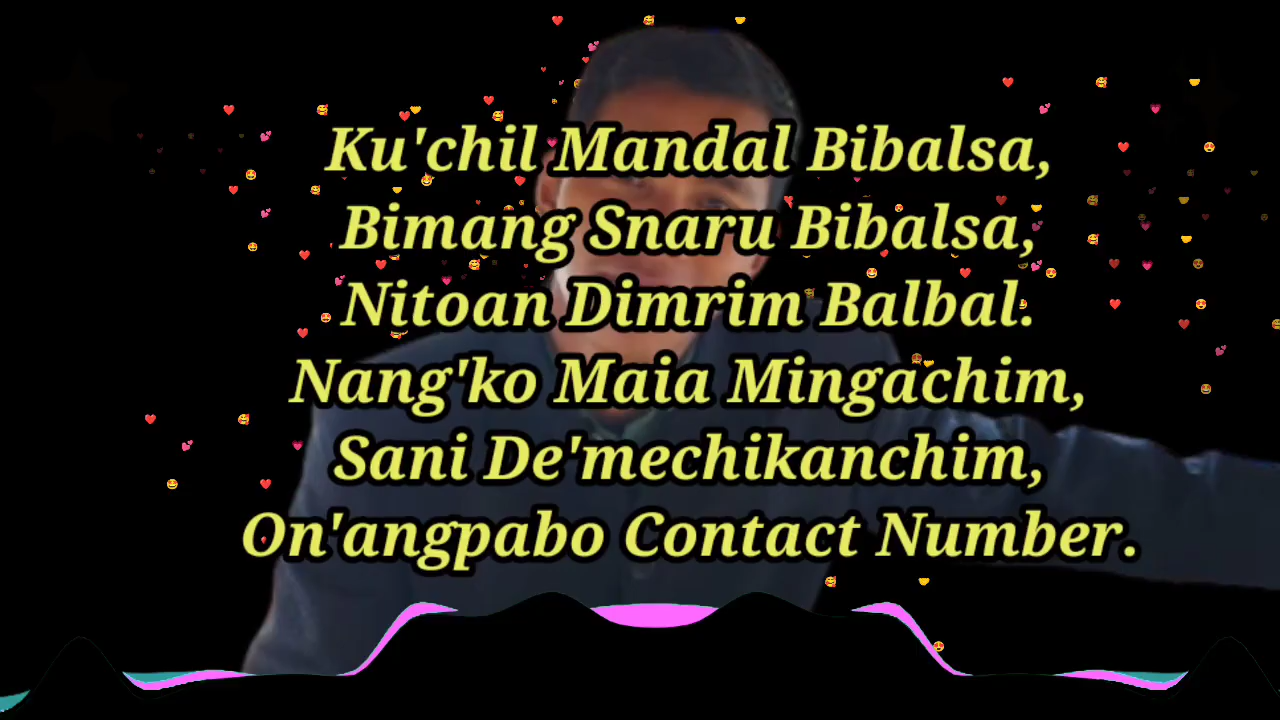 Ku'chil Mandal Bibalsa,
Bimang Snaru Bibalsa,
Nitoan Dimrim Balbal.
Nang'ko Maia Mingachim,
Sani De'mechikanchim,
On'angpabo Contact Number.